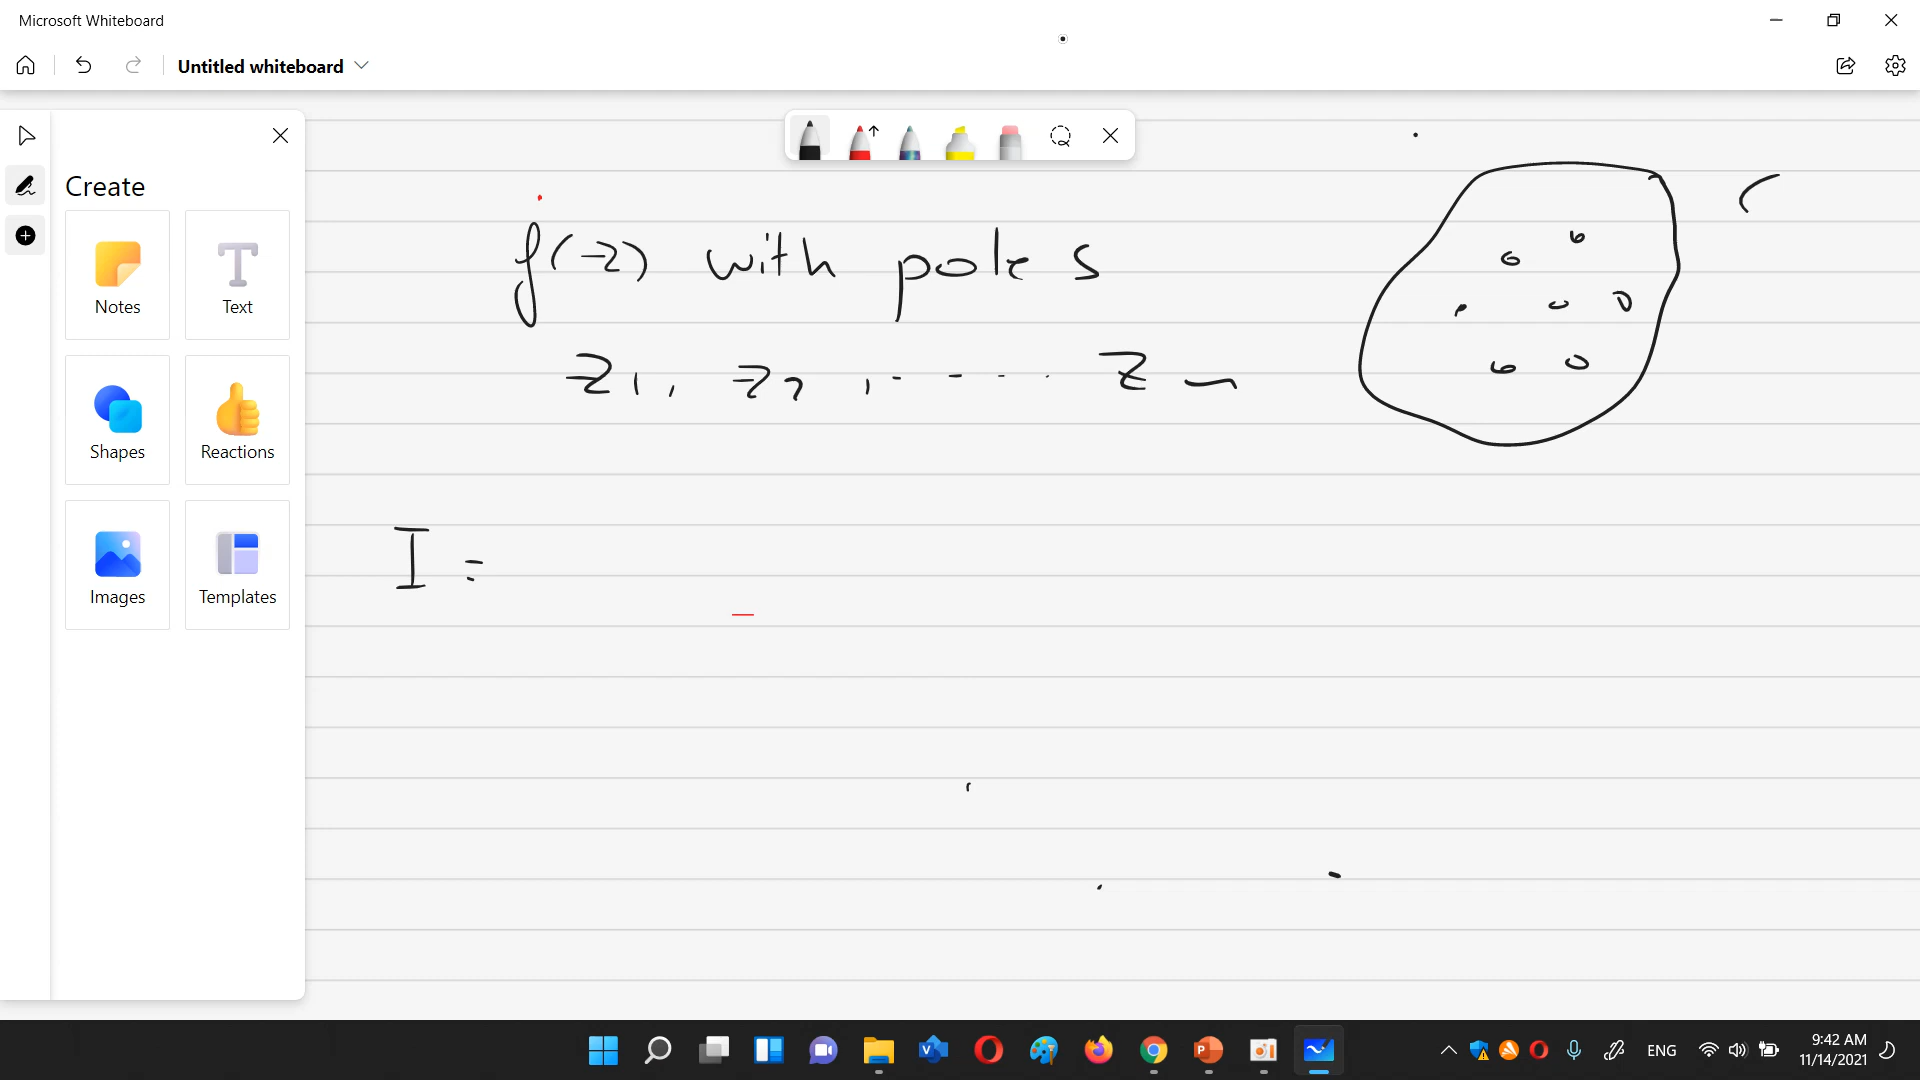 Microsoft Whiteboard
Untitled whiteboard
Create
Notes
Text
Shapes
Reactions
Images
Templates
f(z) with poles
z1, z2, ..... z
I =
ENG
9:42 AM
11/14/2021